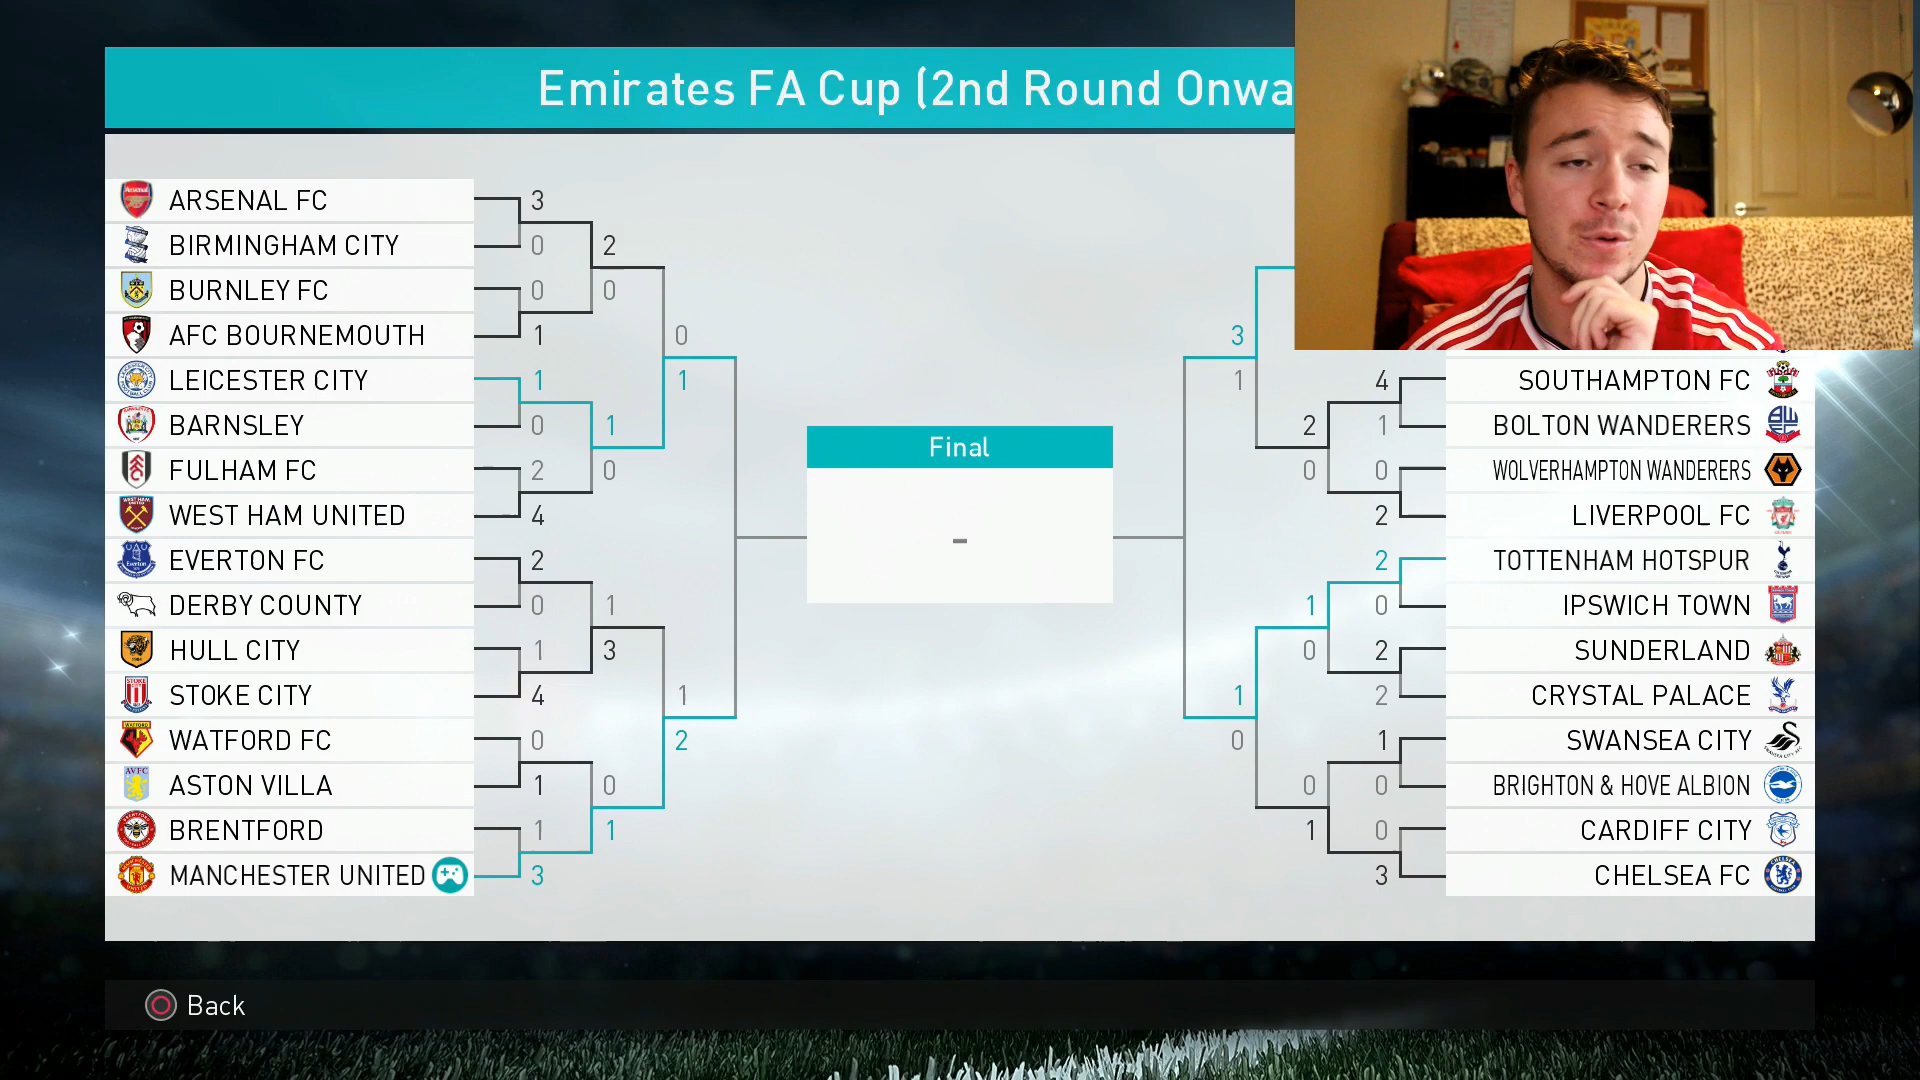 Emirates FA Cup (2nd Round Onwa
ARSENAL FC 3
BIRMINGHAM CITY 0
2
BURNLEY FC 0
0
AFC BOURNEMOUTH 1
0
LEICESTER CITY 1
1
BARNSLEY 0
1
FULHAM FC 2
0
WEST HAM UNITED 4
EVERTON FC 2
DERBY COUNTY 0
1
HULL CITY 1
3
STOKE CITY 4
1
WATFORD FC 0
2
ASTON VILLA 1
0
BRENTFORD 1
1
MANCHESTER UNITED 3
Final
-
3
1
4 SOUTHAMPTON FC
2
1 BOLTON WANDERERS
0
0 WOLVERHAMPTON WANDERERS
2 LIVERPOOL FC
2 TOTTENHAM HOTSPUR
1
0 IPSWICH TOWN
0
2 SUNDERLAND
1
2 CRYSTAL PALACE
0
1 SWANSEA CITY
0
0 BRIGHTON & HOVE ALBION
1
0 CARDIFF CITY
3 CHELSEA FC
Back